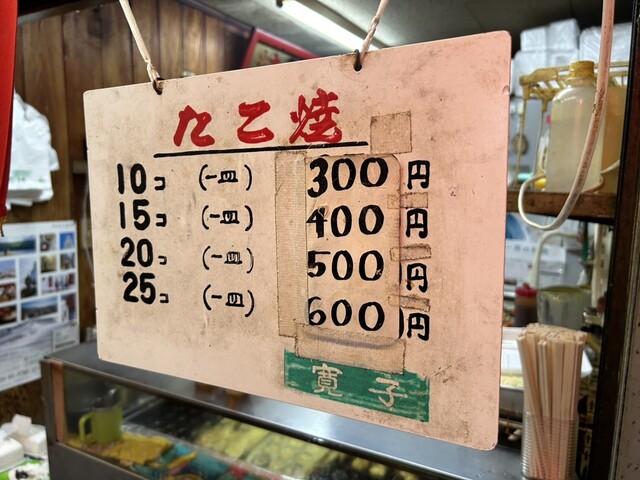 たこ焼
10コ (一皿) 300円
15コ (一皿) 400円
20コ (一皿) 500円
25コ (一皿) 600円
寛子